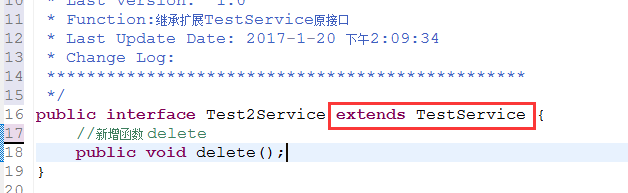 10 * Last version: 1.0
11 * Function:继承扩展TestService原接口
12 * Last Update Date: 2017-1-20 下午2:09:34
13 * Change Log:
14 ************************************************
15 */
16 public interface Test2Service extends TestService {
17 //新增函数 delete
18 public void delete();
19 }